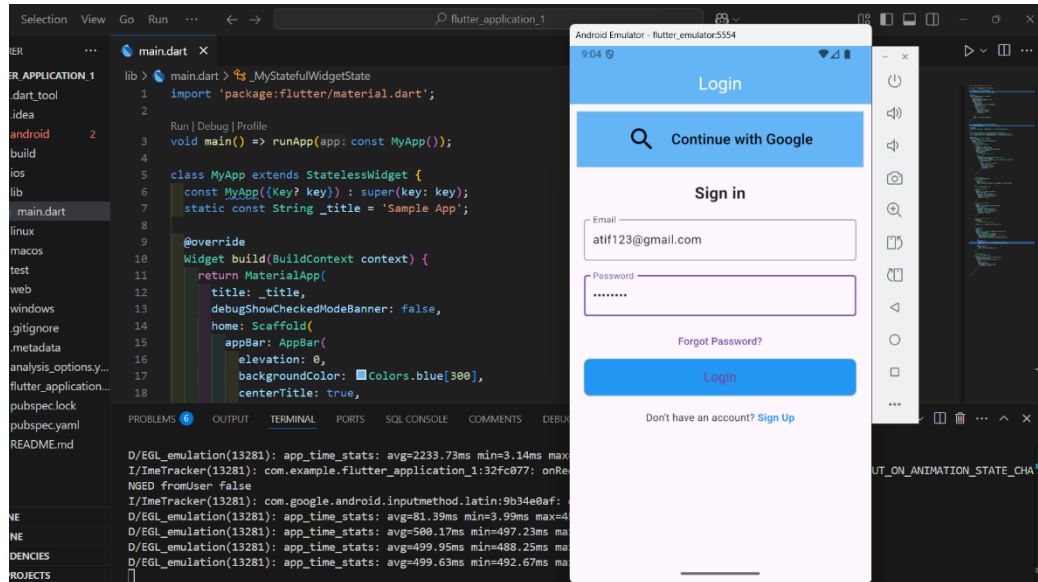 Selection View Go Run ··· flutter_application_1
RER ···
ER_APPLICATION_1
.dart_tool
.idea
android 2
build
ios
lib
main.dart
linux
macos
test
web
windows
.gitignore
.metadata
analysis_options.y...
flutter_application...
pubspec.lock
pubspec.yaml
README.md
NE
NE
DENCIES
PROJECTS
main.dart
lib > main.dart > _MyStatefulWidgetState
1 import 'package:flutter/material.dart';
2
Run | Debug | Profile
3 void main() => runApp(app: const MyApp());
4
5 class MyApp extends StatelessWidget {
6 const MyApp({Key? key}) : super(key: key);
7 static const String _title = 'Sample App';
8
9 @override
10 Widget build(BuildContext context) {
11 return MaterialApp(
12 title: _title,
13 debugShowCheckedModeBanner: false,
14 home: Scaffold(
15 appBar: AppBar(
16 elevation: 0,
17 backgroundColor: Colors.blue[300],
18 centerTitle: true,
PROBLEMS 6 OUTPUT TERMINAL PORTS SQL CONSOLE COMMENTS DEBU
D/EGL_emulation(13281): app_time_stats: avg=2233.73ms min=3.14ms max=
I/ImeTracker(13281): com.example.flutter_application_1:32fc077: onRe UT_ON_ANIMATION_STATE_CHA
NGED fromUser false
I/ImeTracker(13281): com.google.android.inputmethod.latin:9b34e0af:
D/EGL_emulation(13281): app_time_stats: avg=81.39ms min=3.99ms max=4
D/EGL_emulation(13281): app_time_stats: avg=500.17ms min=497.23ms ma
D/EGL_emulation(13281): app_time_stats: avg=499.95ms min=488.25ms ma
D/EGL_emulation(13281): app_time_stats: avg=499.63ms min=492.67ms ma
Android Emulator - flutter_emulator:5554
9:04
Login
Continue with Google
Sign in
Email
atif123@gmail.com
Password
••••••••
Forgot Password?
Login
Don't have an account? Sign Up